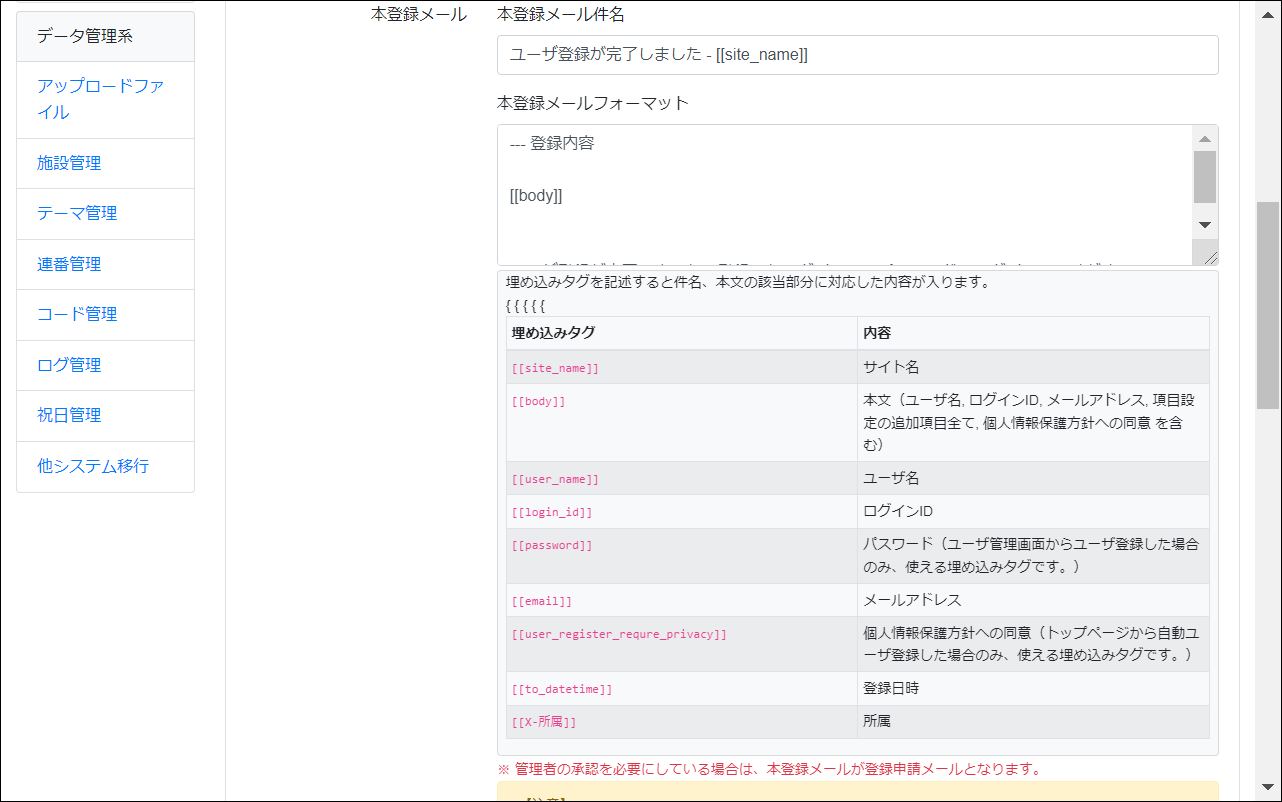 データ管理系
アップロードファ
イル
施設管理
テーマ管理
連番管理
コード管理
ログ管理
祝日管理
他システム移行
本登録メール
本登録メール件名
ユーザ登録が完了しました - [[site_name]]
本登録メールフォーマット
--- 登録内容
[[body]]
埋め込みタグを記述すると件名、本文の該当部分に対応した内容が入ります。
{ { { { {
埋め込みタグ 内容
[[site_name]] サイト名
[[body]] 本文（ユーザ名, ログインID, メールアドレス, 項目設
定の追加項目全て, 個人情報保護方針への同意 を含
む）
[[user_name]] ユーザ名
[[login_id]] ログインID
[[password]] パスワード（ユーザ管理画面からユーザ登録した場合
のみ、使える埋め込みタグです。）
[[email]] メールアドレス
[[user_register_requre_privacy]] 個人情報保護方針への同意（トップページから自動ユ
ーザ登録した場合のみ、使える埋め込みタグです。）
[[to_datetime]] 登録日時
[[X-所属]] 所属
※ 管理者の承認を必要にしている場合は、本登録メールが登録申請メールとなります。